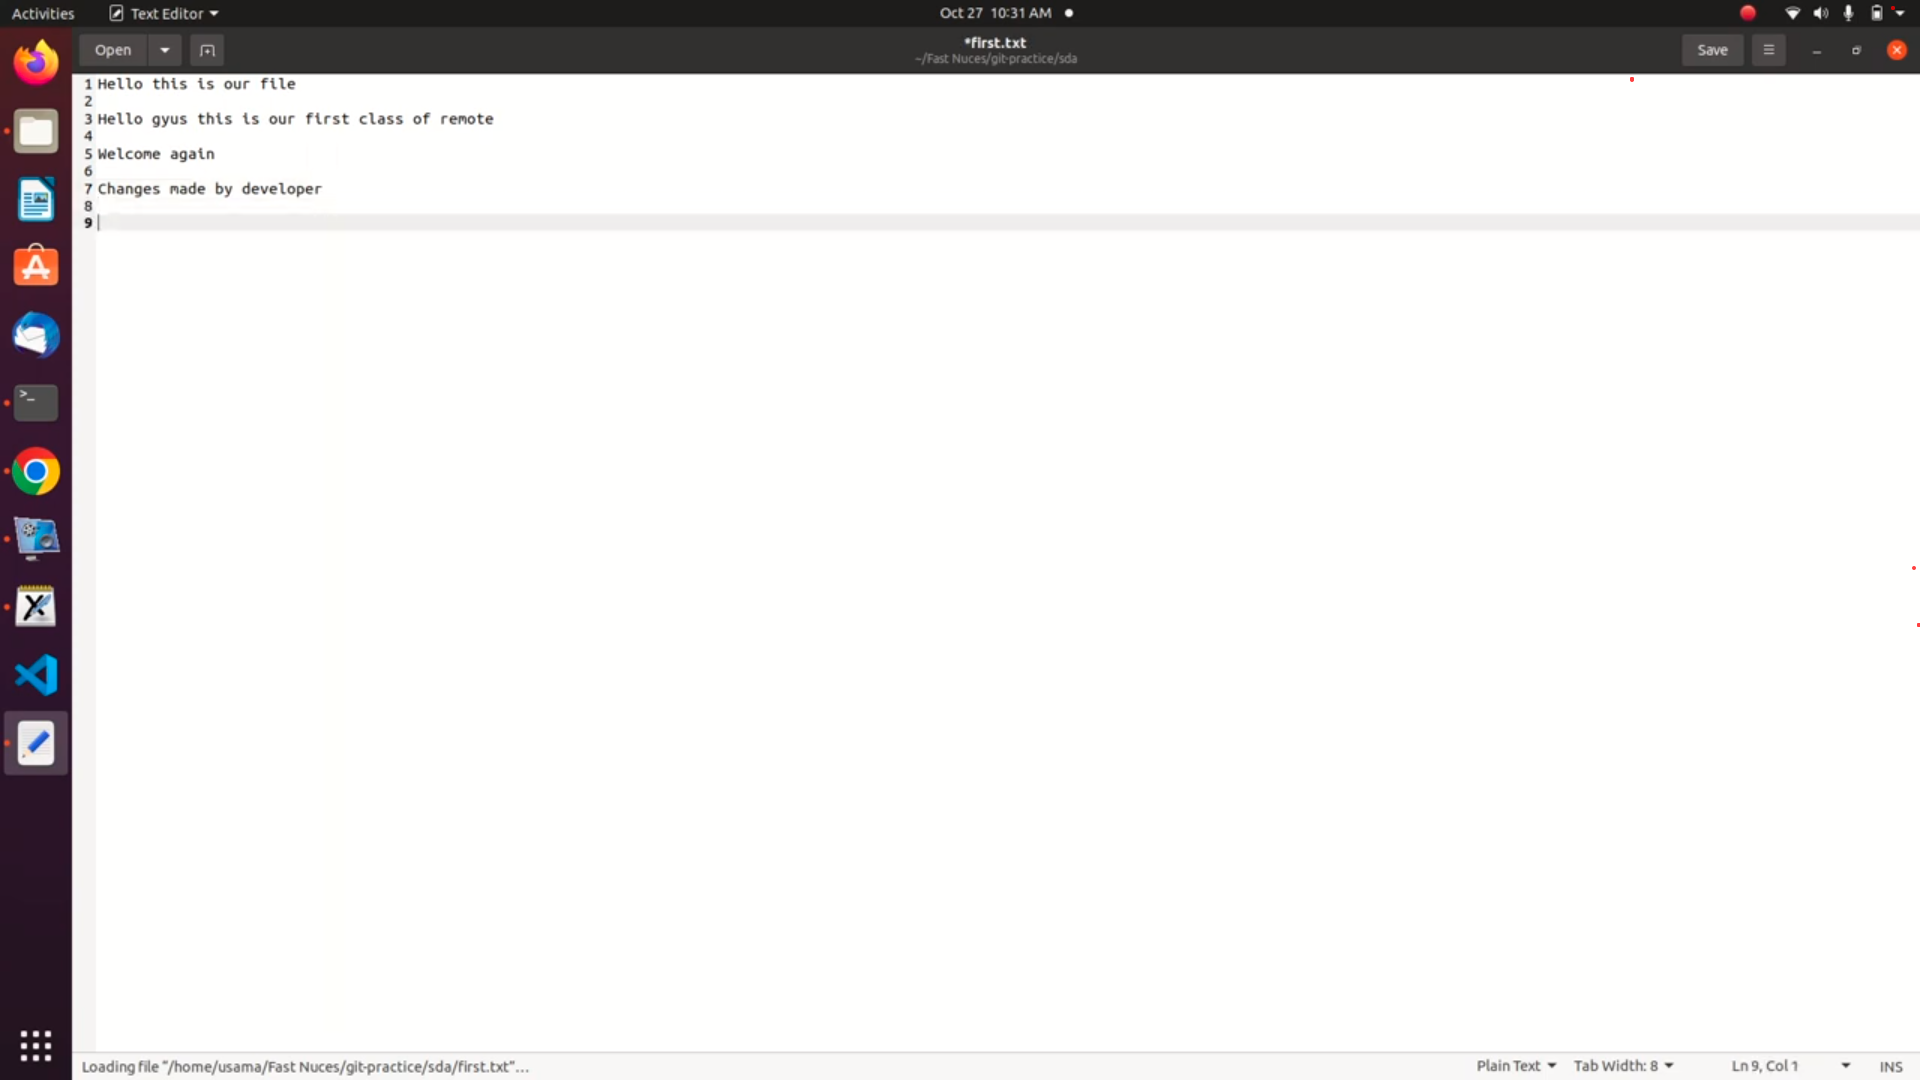 Activities Text Editor Oct 27 10:31 AM
Open *first.txt Save
~/Fast Nuces/git-practice/sda
1 Hello this is our file
2
3 Hello gyus this is our first class of remote
4
5 Welcome again
6
7 Changes made by developer
8
9
Loading file "/home/usama/Fast Nuces/git-practice/sda/first.txt"… Plain Text Tab Width: 8 Ln 9, Col 1 INS